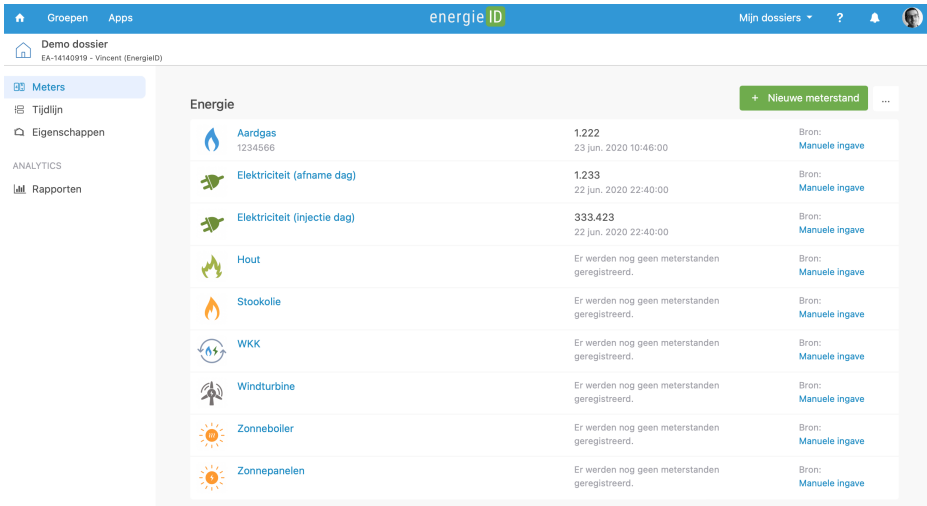 Groepen Apps energieID Mijn dossiers ?
Demo dossier
EA-14140919 - Vincent (EnergieID)
Meters
Tijdlijn
Eigenschappen
ANALYTICS
Rapporten
Energie
+ Nieuwe meterstand
...
Aardgas 1.222 Bron:
1234566 23 jun. 2020 10:46:00 Manuele ingave
Elektriciteit (afname dag) 1.233 Bron:
22 jun. 2020 22:40:00 Manuele ingave
Elektriciteit (injectie dag) 333.423 Bron:
22 jun. 2020 22:40:00 Manuele ingave
Hout Er werden nog geen meterstanden Bron:
geregistreerd. Manuele ingave
Stookolie Er werden nog geen meterstanden Bron:
geregistreerd. Manuele ingave
WKK Er werden nog geen meterstanden Bron:
geregistreerd. Manuele ingave
Windturbine Er werden nog geen meterstanden Bron:
geregistreerd. Manuele ingave
Zonneboiler Er werden nog geen meterstanden Bron:
geregistreerd. Manuele ingave
Zonnepanelen Er werden nog geen meterstanden Bron:
geregistreerd. Manuele ingave